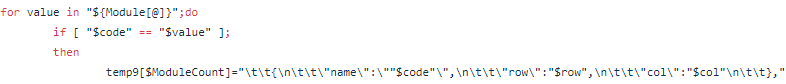 for value in "${Module[@]}";do
if [ "$code" == "$value" ];
then
temp9[$ModuleCount]="\t\t{\n\t\t\"name\":\""$code"\",\n\t\t\"row\":"$row",\n\t\t\"col\":"$col"\n\t\t},"